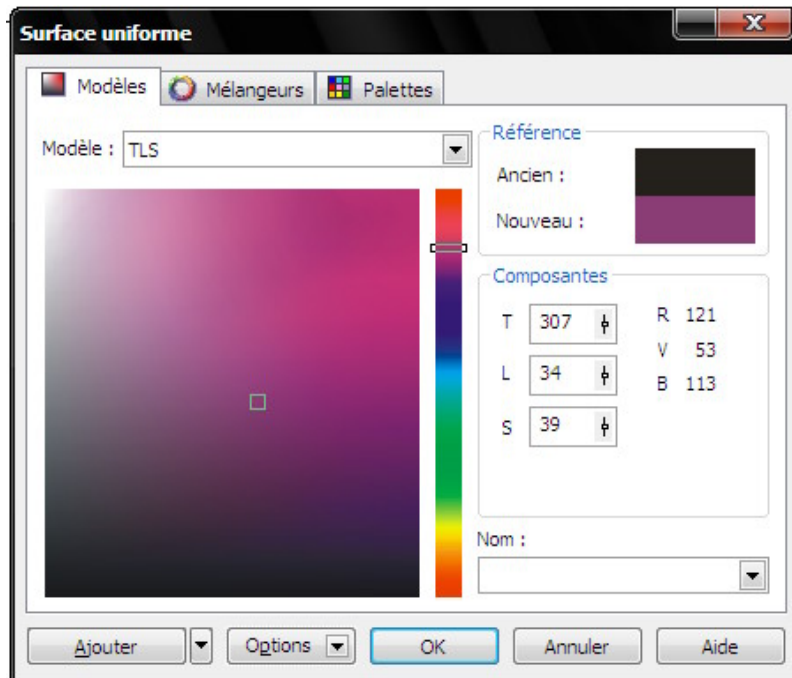 Surface uniforme
Modèles Mélangeurs Palettes
Modèle : TLS
Référence
Ancien :
Nouveau :
Composantes
T 307 R 121
V 53
L 34 B 113
S 39
Nom :
Ajouter Options OK Annuler Aide